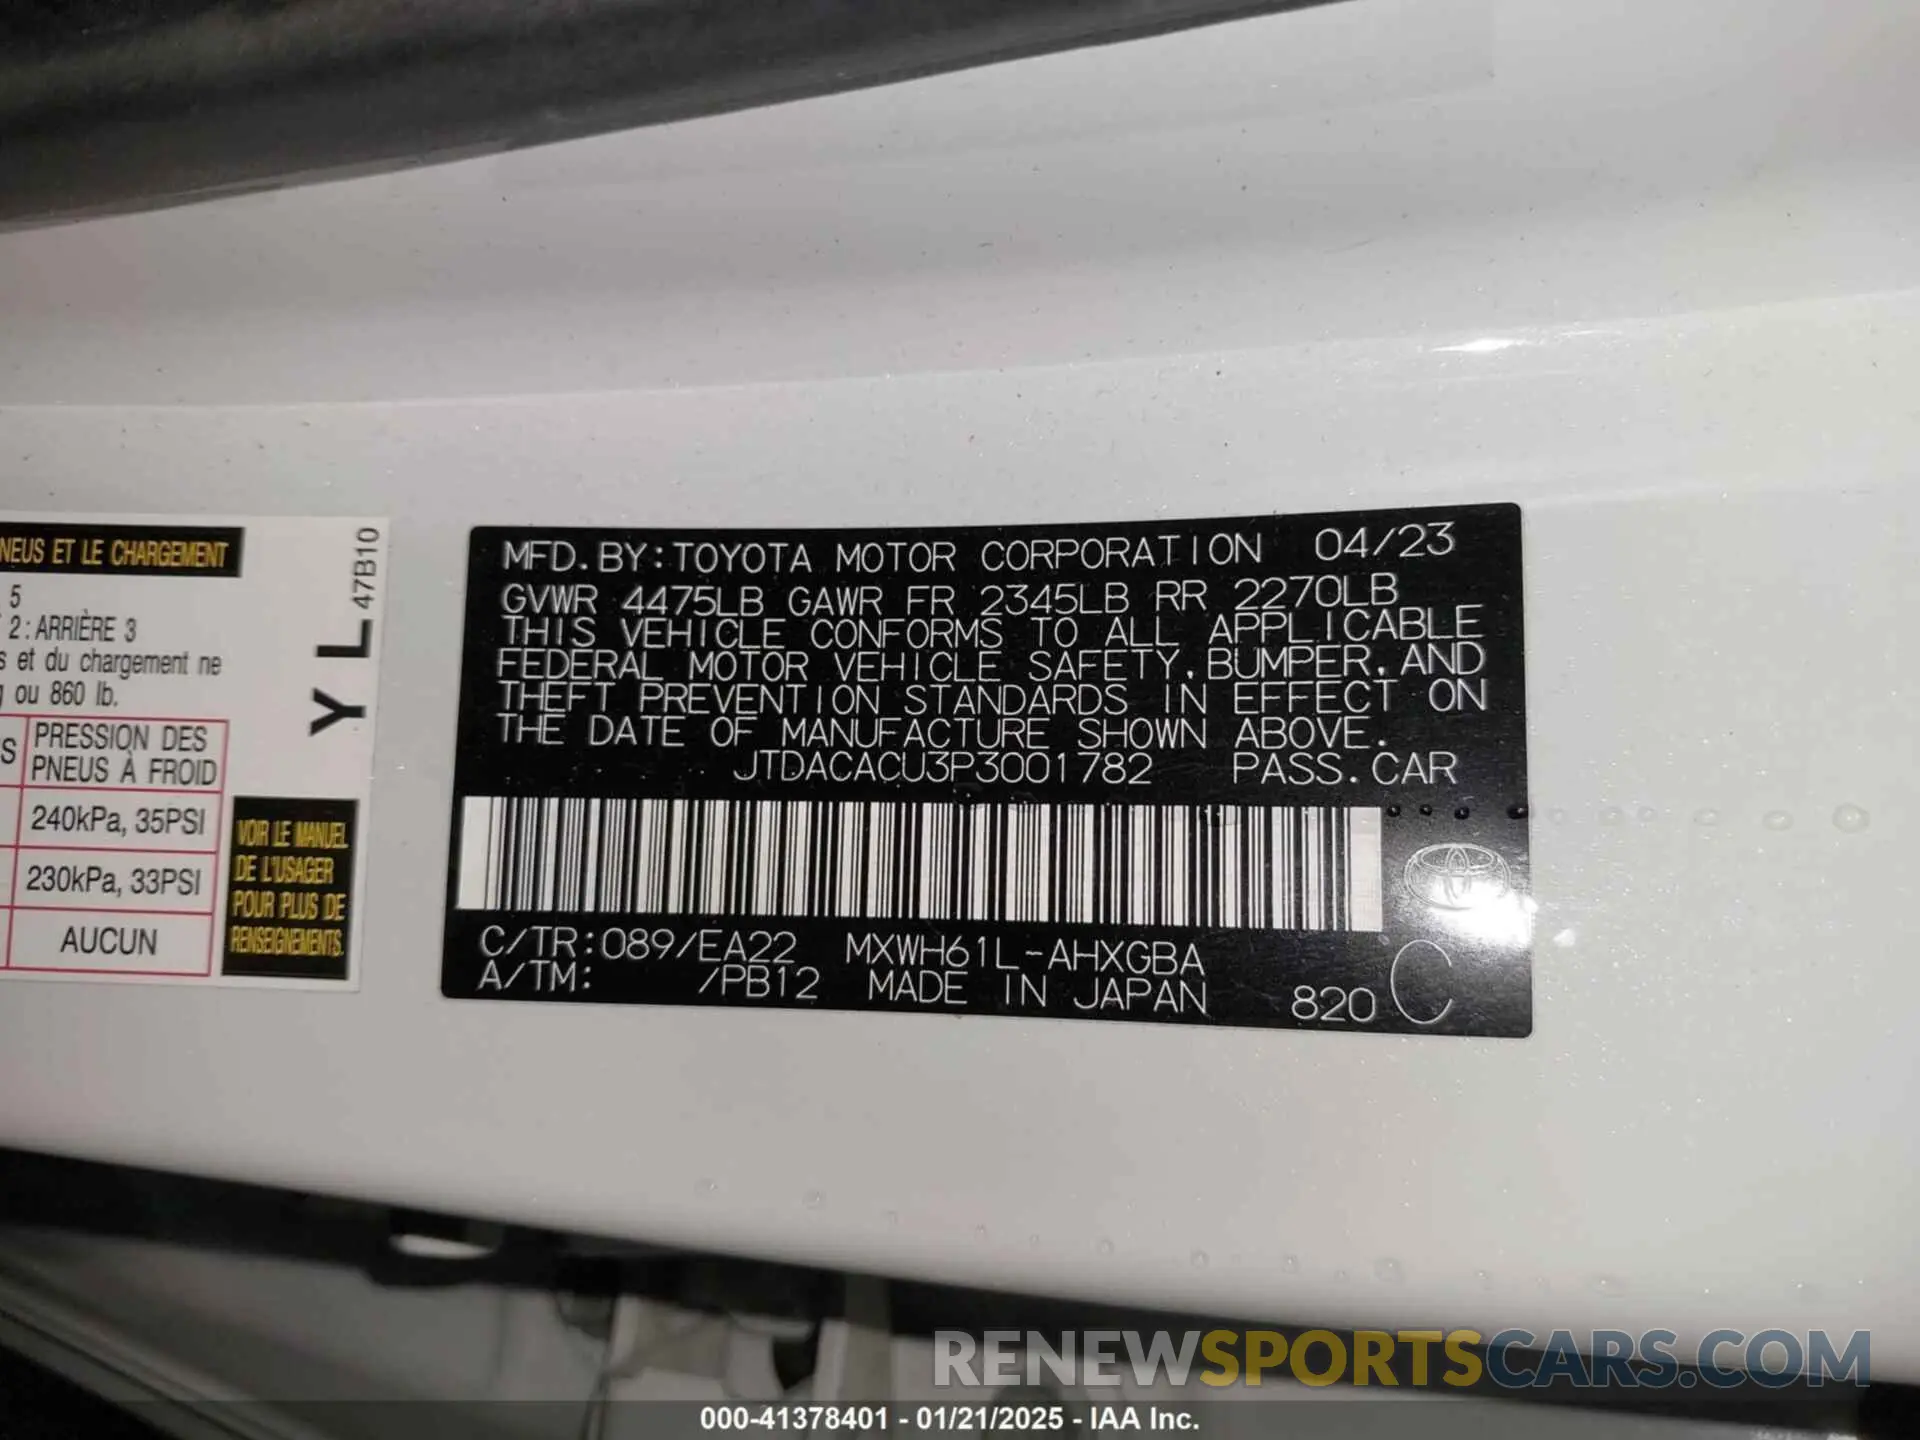 PNEUS ET LE CHARGEMENT
5
2: ARRIÈRE 3
et du chargement ne
ou 860 lb.
PRESSION DES
PNEUS À FROID
240kPa, 35PSI
230kPa, 33PSI
AUCUN
VOIR LE MANUEL
DE L'USAGER
POUR PLUS DE
RENSEIGNEMENTS.
Y L 47B10
MFD. BY: TOYOTA MOTOR CORPORATION 04/23
GVWR 4475LB GAWR FR 2345LB RR 2270LB
THIS VEHICLE CONFORMS TO ALL APPLICABLE
FEDERAL MOTOR VEHICLE SAFETY, BUMPER, AND
THEFT PREVENTION STANDARDS IN EFFECT ON
THE DATE OF MANUFACTURE SHOWN ABOVE.
JTDACACU3P3001782 PASS. CAR
C/TR: 089/EA22 MXWH61L-AHXGBA
A/TM: /PB12 MADE IN JAPAN 820 C
RENEWSPORTSCARS.COM
000-41378401 - 01/21/2025 - IAA Inc.